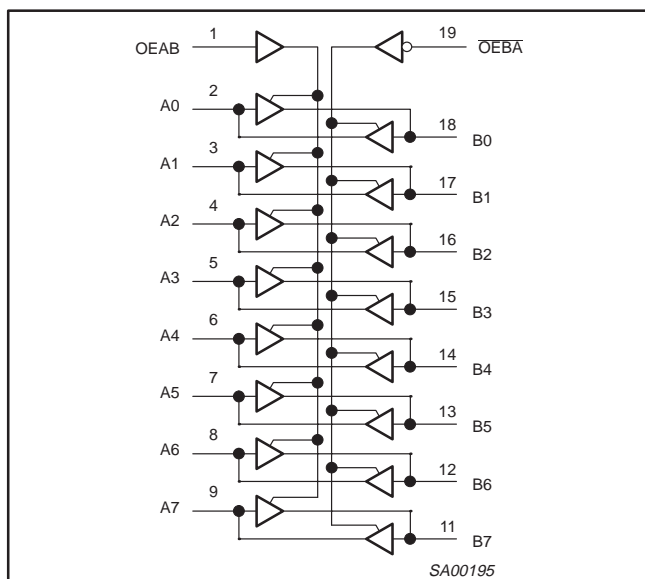 OEAB 1 19 O̅E̅B̅A̅
A0 2
18 B0
A1 3
17 B1
A2 4
16 B2
A3 5
15 B3
A4 6
14 B4
A5 7
13 B5
A6 8
12 B6
A7 9
11 B7
SA00195